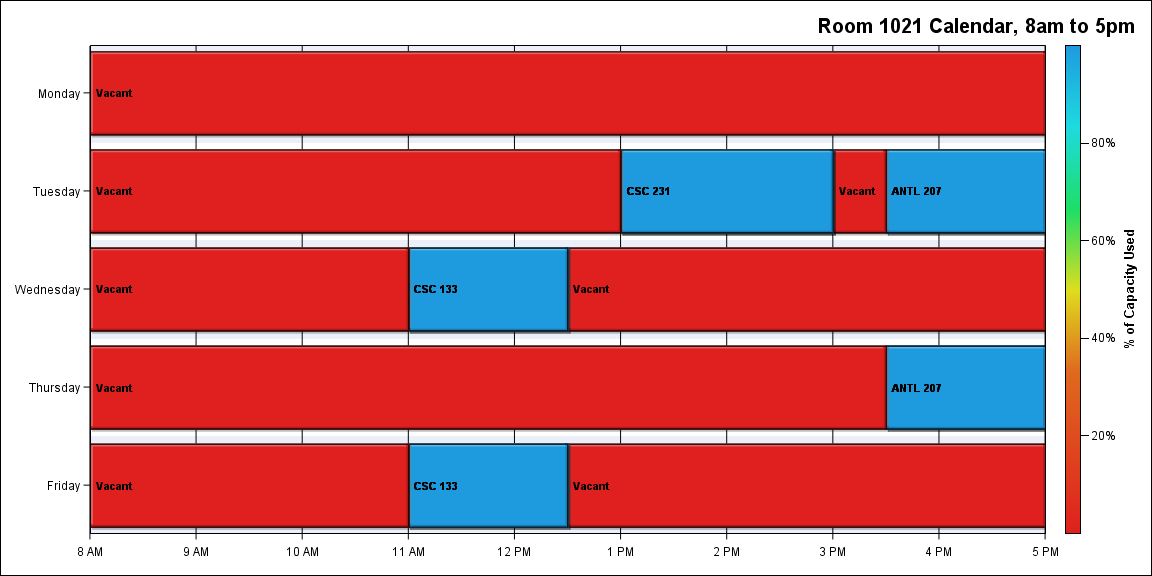 Room 1021 Calendar, 8am to 5pm
Monday
Vacant
Tuesday
Vacant
CSC 231
Vacant
ANTL 207
Wednesday
Vacant
CSC 133
Vacant
Thursday
Vacant
ANTL 207
Friday
Vacant
CSC 133
Vacant
8 AM
9 AM
10 AM
11 AM
12 PM
1 PM
2 PM
3 PM
4 PM
5 PM
80%
60%
40%
20%
% of Capacity Used